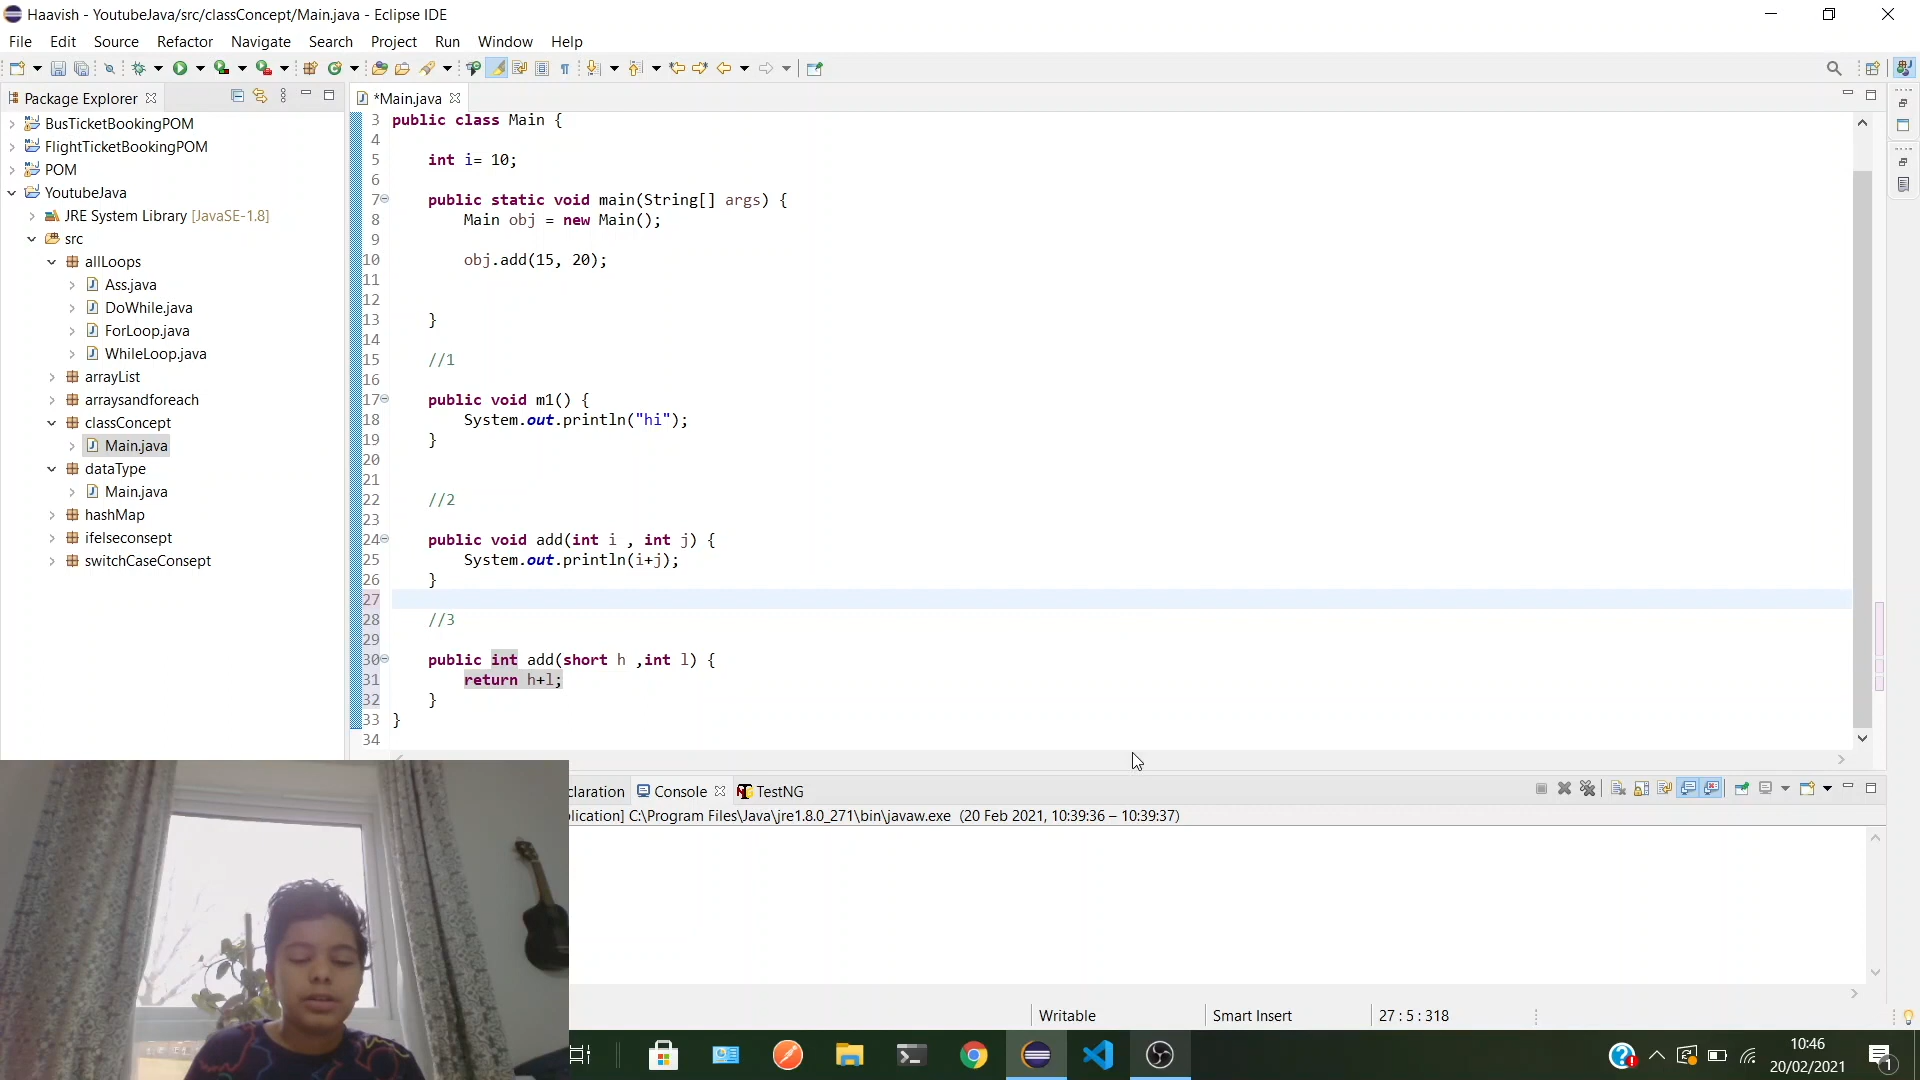 Haavish - YoutubeJava/src/classConcept/Main.java - Eclipse IDE
File Edit Source Refactor Navigate Search Project Run Window Help
Package Explorer
BusTicketBookingPOM
FlightTicketBookingPOM
POM
YoutubeJava
JRE System Library [JavaSE-1.8]
src
allLoops
Ass.java
DoWhile.java
ForLoop.java
WhileLoop.java
arrayList
arraysandforeach
classConcept
Main.java
dataType
Main.java
hashMap
ifelseconsept
switchCaseConsept
*Main.java
3 public class Main {
4
5 int i= 10;
6
7 public static void main(String[] args) {
8 Main obj = new Main();
9
10 obj.add(15, 20);
11
12
13 }
14
15 //1
16
17 public void m1() {
18 System.out.println("hi");
19 }
20
21
22 //2
23
24 public void add(int i , int j) {
25 System.out.println(i+j);
26 }
27
28 //3
29
30 public int add(short h ,int l) {
31 return h+l;
32 }
33 }
34
claration Console TestNG
lication] C:\Program Files\Java\jre1.8.0_271\bin\javaw.exe (20 Feb 2021, 10:39:36 – 10:39:37)
Writable Smart Insert 27 : 5 : 318
10:46
20/02/2021
1